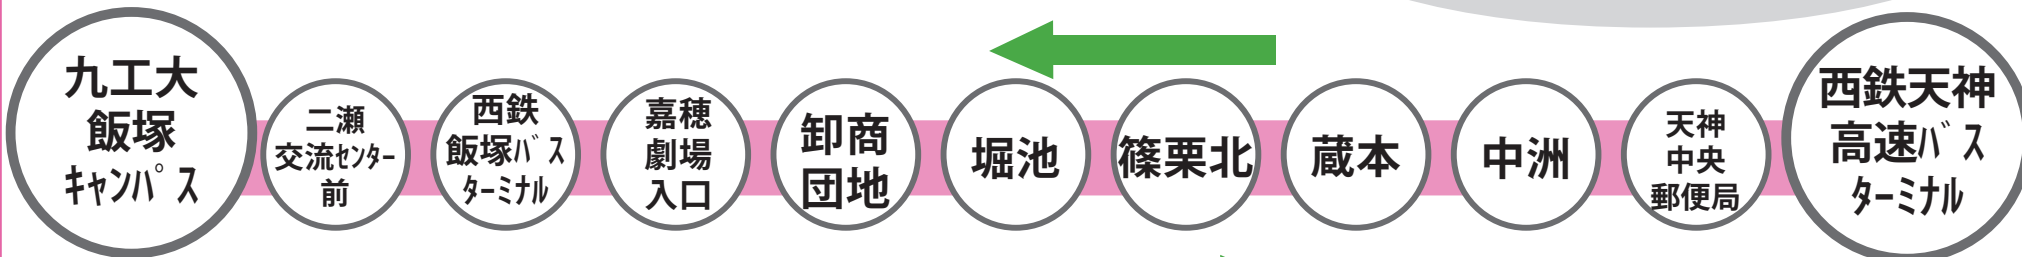 九工大
飯塚
キャンパス
二瀬
交流センター
前
西鉄
飯塚バス
ターミナル
嘉穂
劇場
入口
卸商
団地
堀池
篠栗北
蔵本
中洲
天神
中央
郵便局
西鉄天神
高速バス
ターミナル